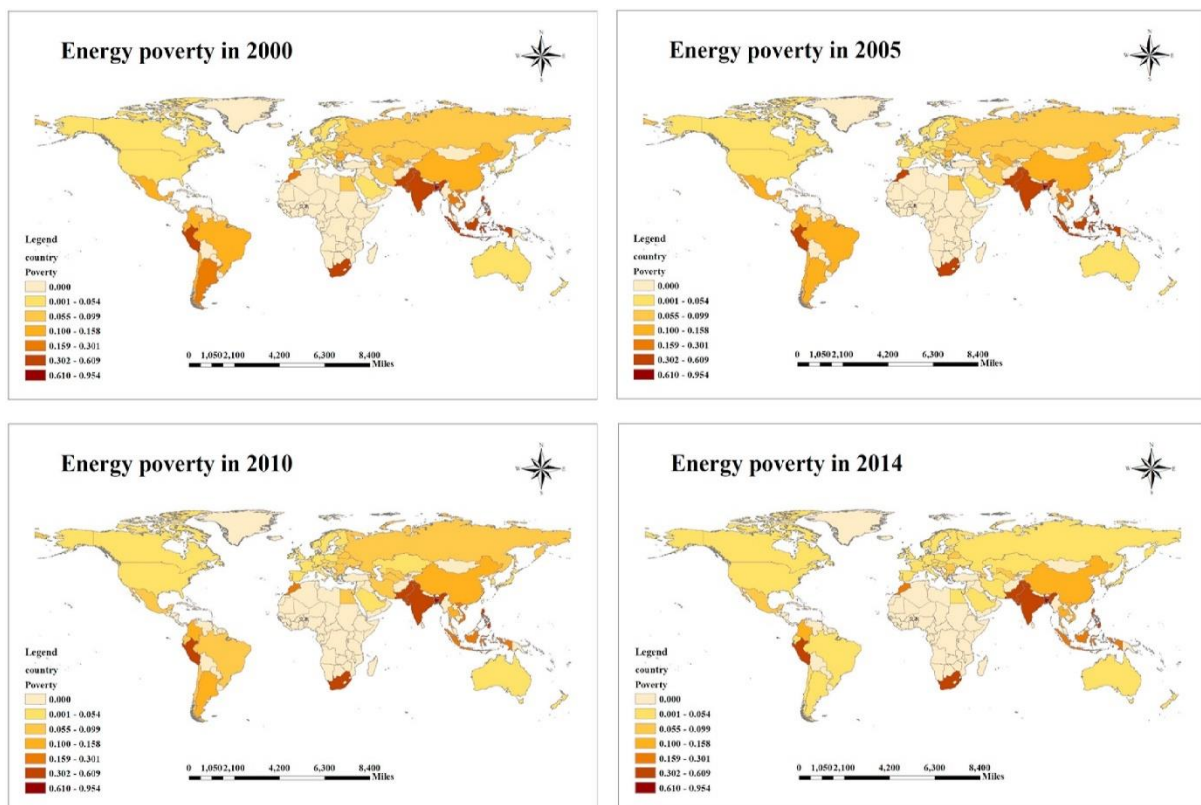 Energy poverty in 2000
N
W E
S
Legend
country
Poverty
0.000
0.001 - 0.054
0.055 - 0.099
0.100 - 0.158
0.159 - 0.301
0.302 - 0.609
0.610 - 0.954
0 1,050 2,100 4,200 6,300 8,400
Miles
Energy poverty in 2005
N
W E
S
Legend
country
Poverty
0.000
0.001 - 0.054
0.055 - 0.099
0.100 - 0.158
0.159 - 0.301
0.302 - 0.609
0.610 - 0.954
0 1,050 2,100 4,200 6,300 8,400
Miles
Energy poverty in 2010
N
W E
S
Legend
country
Poverty
0.000
0.001 - 0.054
0.055 - 0.099
0.100 - 0.158
0.159 - 0.301
0.302 - 0.609
0.610 - 0.954
0 1,050 2,100 4,200 6,300 8,400
Miles
Energy poverty in 2014
N
W E
S
Legend
country
Poverty
0.000
0.001 - 0.054
0.055 - 0.099
0.100 - 0.158
0.159 - 0.301
0.302 - 0.609
0.610 - 0.954
0 1,050 2,100 4,200 6,300 8,400
Miles